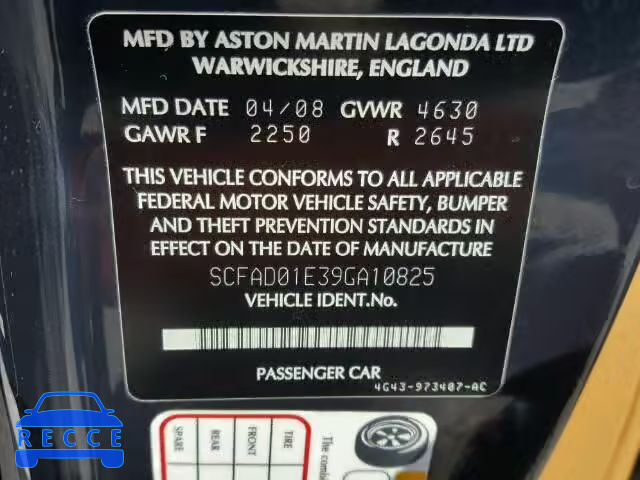 MFD BY ASTON MARTIN LAGONDA LTD
WARWICKSHIRE, ENGLAND
MFD DATE 04/08 GVWR 4630
GAWR F 2250 R 2645
THIS VEHICLE CONFORMS TO ALL APPLICABLE
FEDERAL MOTOR VEHICLE SAFETY, BUMPER
AND THEFT PREVENTION STANDARDS IN
EFFECT ON THE DATE OF MANUFACTURE
SCFAD01E39GA10825
VEHICLE IDENT.No.
PASSENGER CAR
4G43-973407-AC
TIRE
FRONT
REAR
SPARE
RECCE